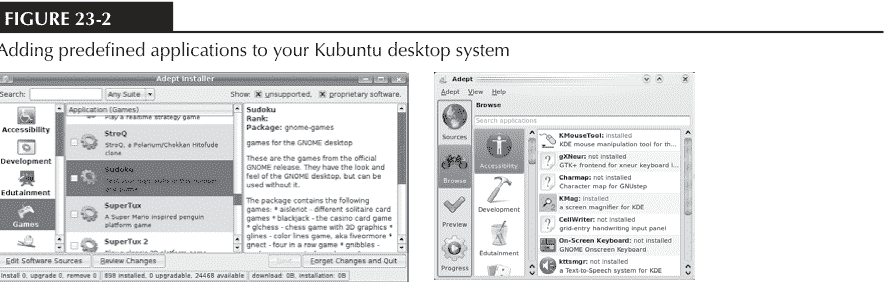 FIGURE 23-2
Adding predefined applications to your Kubuntu desktop system
Adept Installer
Search:
Any Suite
Show:
unsupported,
proprietary software.
Accessibility
Development
Edutainment
Games
Application (Games)
Play a realtime strategy game
StroQ
StroQ, a Polarium/Chokkan Hitofude
clone
Sudoku
SuperTux
A Super Mario inspired penguin
platform game
SuperTux 2
Sudoku
Rank:
Package: gnome-games
games for the GNOME desktop
These are the games from the official
GNOME release. They have the look and
feel of the GNOME desktop, but can be
used without it.
The package contains the following
games: * aislenot - different solitaire card
games * blackjack - the casino card game
* glchess - chess game with 3D graphics *
glines - color lines game, aka fivermore *
gnect - four in a row game * gnibbles -
Edit Software Sources
Review Changes
Forget Changes and Quit
Install 0, upgrade 0, remove 0
898 installed, 0 upgradable, 24468 available
download: 0B, installation: 0B
Adept
Adept View Help
Browse
Search applications
Sources
Browse
Preview
Progress
Accessibility
Development
Edutainment
KMouseTool: installed
KDE mouse manipulation tool for th...
gXNeur: not installed
GTK+ frontend for xneur keyboard l...
Charmap: not installed
Character map for GNUstep
KMag: installed
a screen magnifier for KDE
CellWriter: not installed
grid-entry handwriting input panel
On-Screen Keyboard: not installed
GNOME Onscreen Keyboard
kttsmgr: not installed
a Text-to-Speech system for KDE